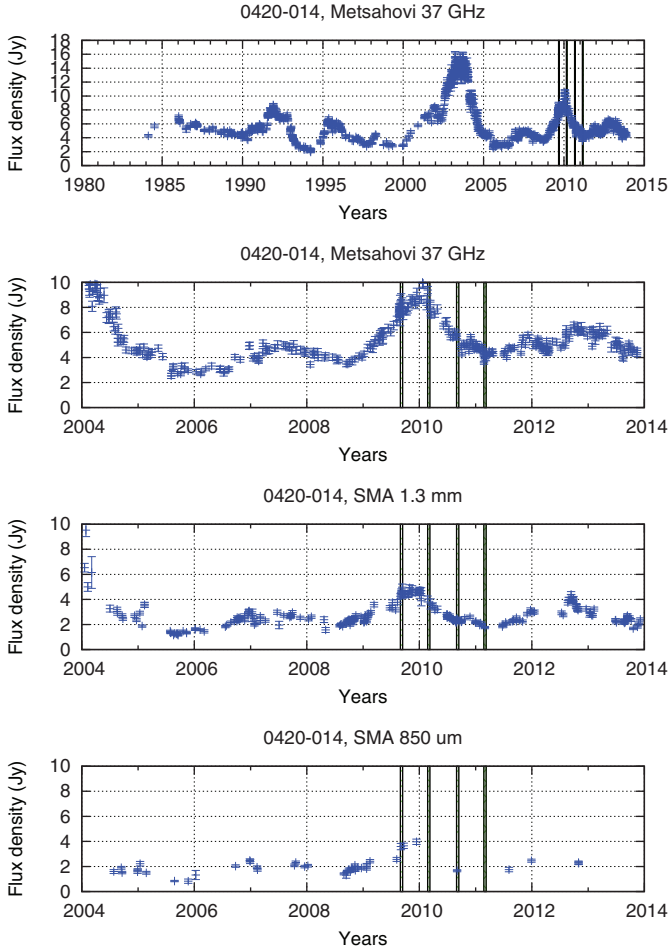 0420-014, Metsahovi 37 GHz
Flux density (Jy)
18
16
14
12
10
8
6
4
2
0
1980 1985 1990 1995 2000 2005 2010 2015
Years
0420-014, Metsahovi 37 GHz
Flux density (Jy)
10
8
6
4
2
0
2004 2006 2008 2010 2012 2014
Years
0420-014, SMA 1.3 mm
Flux density (Jy)
10
8
6
4
2
0
2004 2006 2008 2010 2012 2014
Years
0420-014, SMA 850 um
Flux density (Jy)
10
8
6
4
2
0
2004 2006 2008 2010 2012 2014
Years